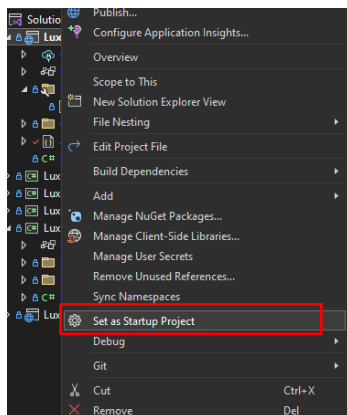 Solutio
Publish...
Lux
Configure Application Insights...
Overview
Scope to This
New Solution Explorer View
File Nesting
Edit Project File
C#
Build Dependencies
C# Lux
Add
C# Lux
Manage NuGet Packages...
C# Lux
Manage Client-Side Libraries...
C# Lux
Manage User Secrets
Remove Unused References...
C#
Sync Namespaces
Lux
Set as Startup Project
Debug
Git
Cut Ctrl+X
Remove Del